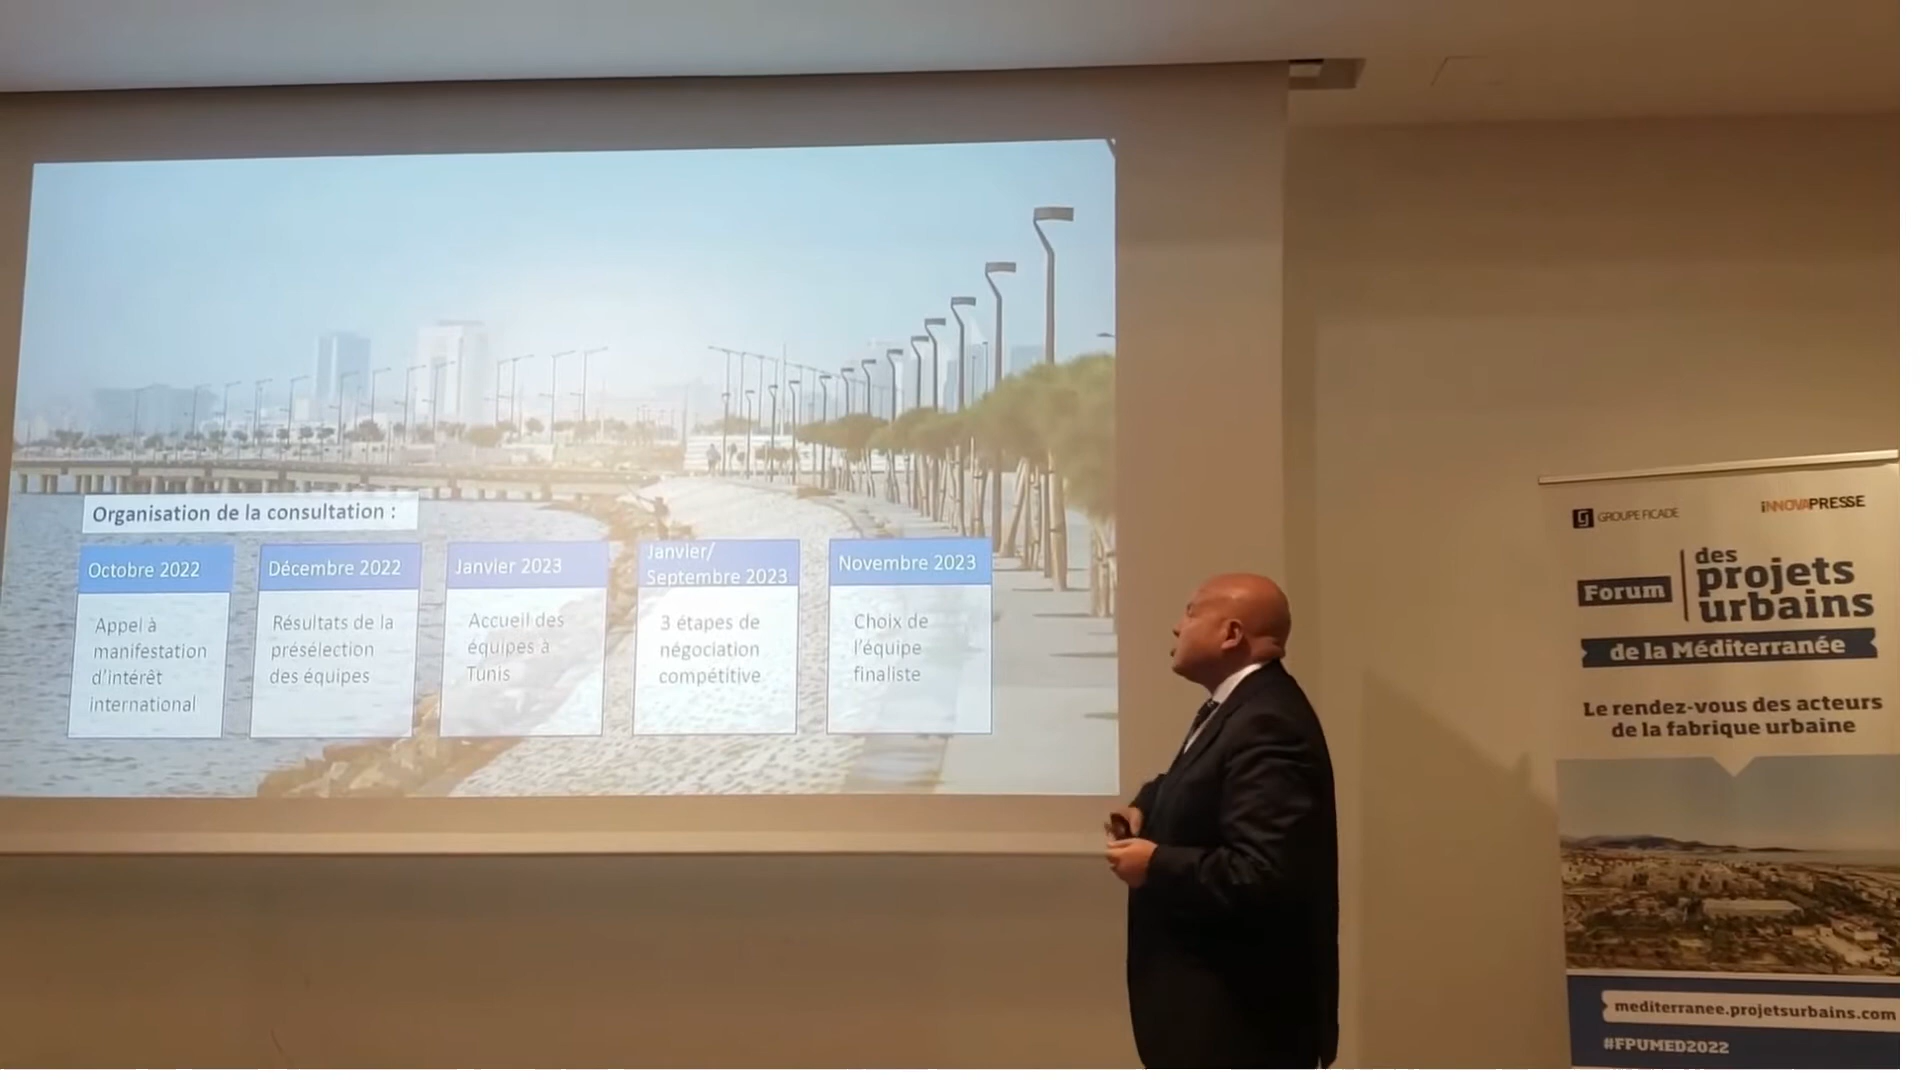 Organisation de la consultation :
Octobre 2022
Appel à
manifestation
d'intérêt
international
Décembre 2022
Résultats de la
présélection
des équipes
Janvier 2023
Accueil des
équipes à
Tunis
Janvier/
Septembre 2023
3 étapes de
négociation
compétitive
Novembre 2023
Choix de
l'équipe
finaliste
GROUPE FICADE
iNNOVAPRESSE
Forum
des
projets
urbains
de la Méditerranée
Le rendez-vous des acteurs
de la fabrique urbaine
mediterranee.projetsurbains.com
#FPUMED2022